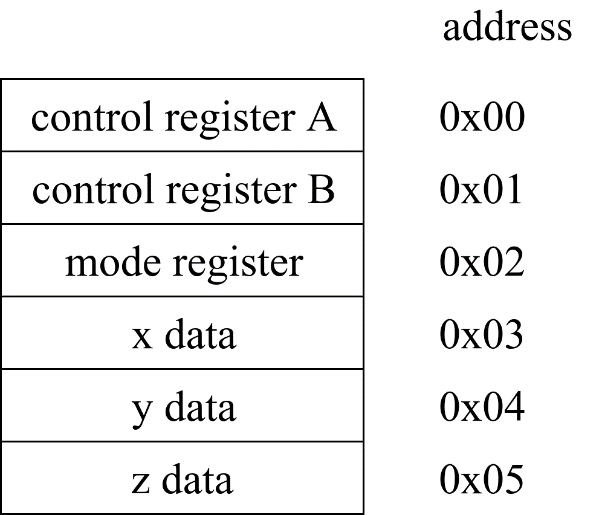 address
control register A 0x00
control register B 0x01
mode register 0x02
x data 0x03
y data 0x04
z data 0x05